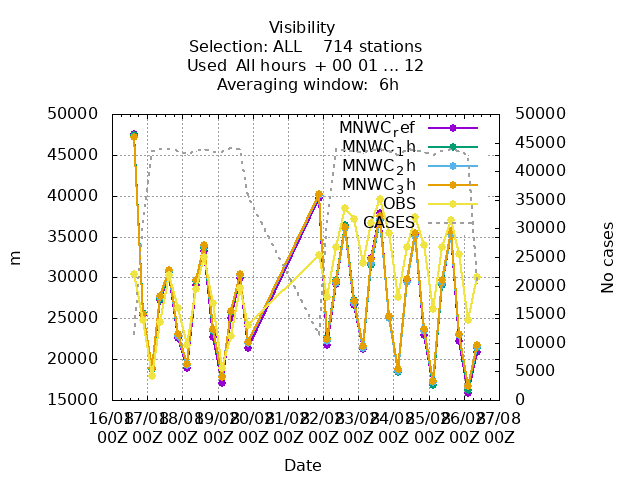 Visibility
Selection: ALL 714 stations
Used All hours + 00 01 ... 12
Averaging window: 6h
50000
45000
40000
35000
30000
25000
20000
15000
m
MNWC_ref
MNWC_1h
MNWC_2h
MNWC_3h
OBS
CASES
50000
45000
40000
35000
30000
25000
20000
15000
10000
5000
0
No cases
16/08 17/08 18/08 19/08 20/08 21/08 22/08 23/08 24/08 25/08 26/08 27/08
00Z 00Z 00Z 00Z 00Z 00Z 00Z 00Z 00Z 00Z 00Z 00Z
Date